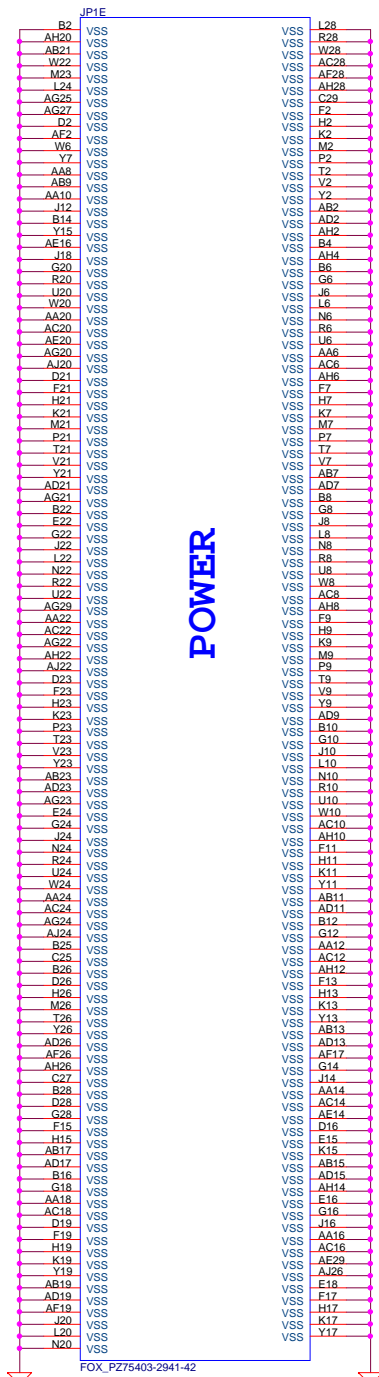 JP1E
B2 VSS VSS L28
AH20 VSS VSS R28
AB21 VSS VSS W28
W22 VSS VSS AC28
M23 VSS VSS AF28
L24 VSS VSS AH28
AG25 VSS VSS C29
AG27 VSS VSS F2
D2 VSS VSS H2
AF2 VSS VSS K2
W6 VSS VSS M2
Y7 VSS VSS P2
AA8 VSS VSS T2
AB9 VSS VSS V2
AA10 VSS VSS Y2
J12 VSS VSS AB2
B14 VSS VSS AD2
Y15 VSS VSS AH2
AE16 VSS VSS B4
J18 VSS VSS AH4
G20 VSS VSS B6
R20 VSS VSS G6
U20 VSS VSS J6
W20 VSS VSS L6
AA20 VSS VSS N6
AC20 VSS VSS R6
AE20 VSS VSS U6
AG20 VSS VSS AA6
AJ20 VSS VSS AC6
D21 VSS VSS AH6
F21 VSS VSS F7
H21 VSS VSS H7
K21 VSS VSS K7
M21 VSS VSS M7
P21 VSS VSS P7
T21 VSS VSS T7
V21 VSS VSS V7
Y21 VSS VSS AB7
AD21 VSS VSS AD7
AG21 VSS VSS B8
B22 VSS VSS G8
E22 VSS VSS J8
G22 VSS VSS L8
J22 VSS VSS N8
L22 VSS VSS R8
N22 VSS VSS U8
R22 VSS VSS W8
U22 VSS VSS AC8
AG29 VSS VSS AH8
AA22 VSS VSS F9
AC22 VSS VSS H9
AG22 VSS VSS K9
AH22 VSS VSS M9
AJ22 VSS VSS P9
D23 VSS VSS T9
F23 VSS VSS V9
H23 VSS VSS Y9
K23 VSS VSS AD9
P23 VSS VSS B10
T23 VSS VSS G10
V23 VSS VSS J10
Y23 VSS VSS L10
AB23 VSS VSS N10
AD23 VSS VSS R10
AG23 VSS VSS U10
E24 VSS VSS W10
G24 VSS VSS AC10
J24 VSS VSS AH10
N24 VSS VSS F11
R24 VSS VSS H11
U24 VSS VSS K11
W24 VSS VSS Y11
AA24 VSS VSS AB11
AC24 VSS VSS AD11
AG24 VSS VSS B12
AJ24 VSS VSS G12
B25 VSS VSS AA12
C25 VSS VSS AC12
B26 VSS VSS AH12
D26 VSS VSS F13
H26 VSS VSS H13
M26 VSS VSS K13
T26 VSS VSS Y13
Y26 VSS VSS AB13
AD26 VSS VSS AD13
AF26 VSS VSS AF17
AH26 VSS VSS G14
C27 VSS VSS J14
B28 VSS VSS AA14
D28 VSS VSS AC14
G28 VSS VSS AE14
F15 VSS VSS D16
H15 VSS VSS E15
AB17 VSS VSS K15
AD17 VSS VSS AB15
B16 VSS VSS AD15
G18 VSS VSS AH14
AA18 VSS VSS E16
AC18 VSS VSS G16
D19 VSS VSS J16
F19 VSS VSS AA16
H19 VSS VSS AC16
K19 VSS VSS AE29
Y19 VSS VSS AJ26
AB19 VSS VSS E18
AD19 VSS VSS F17
AF19 VSS VSS H17
J20 VSS VSS K17
L20 VSS VSS Y17
N20 VSS
POWER
FOX_PZ75403-2941-42